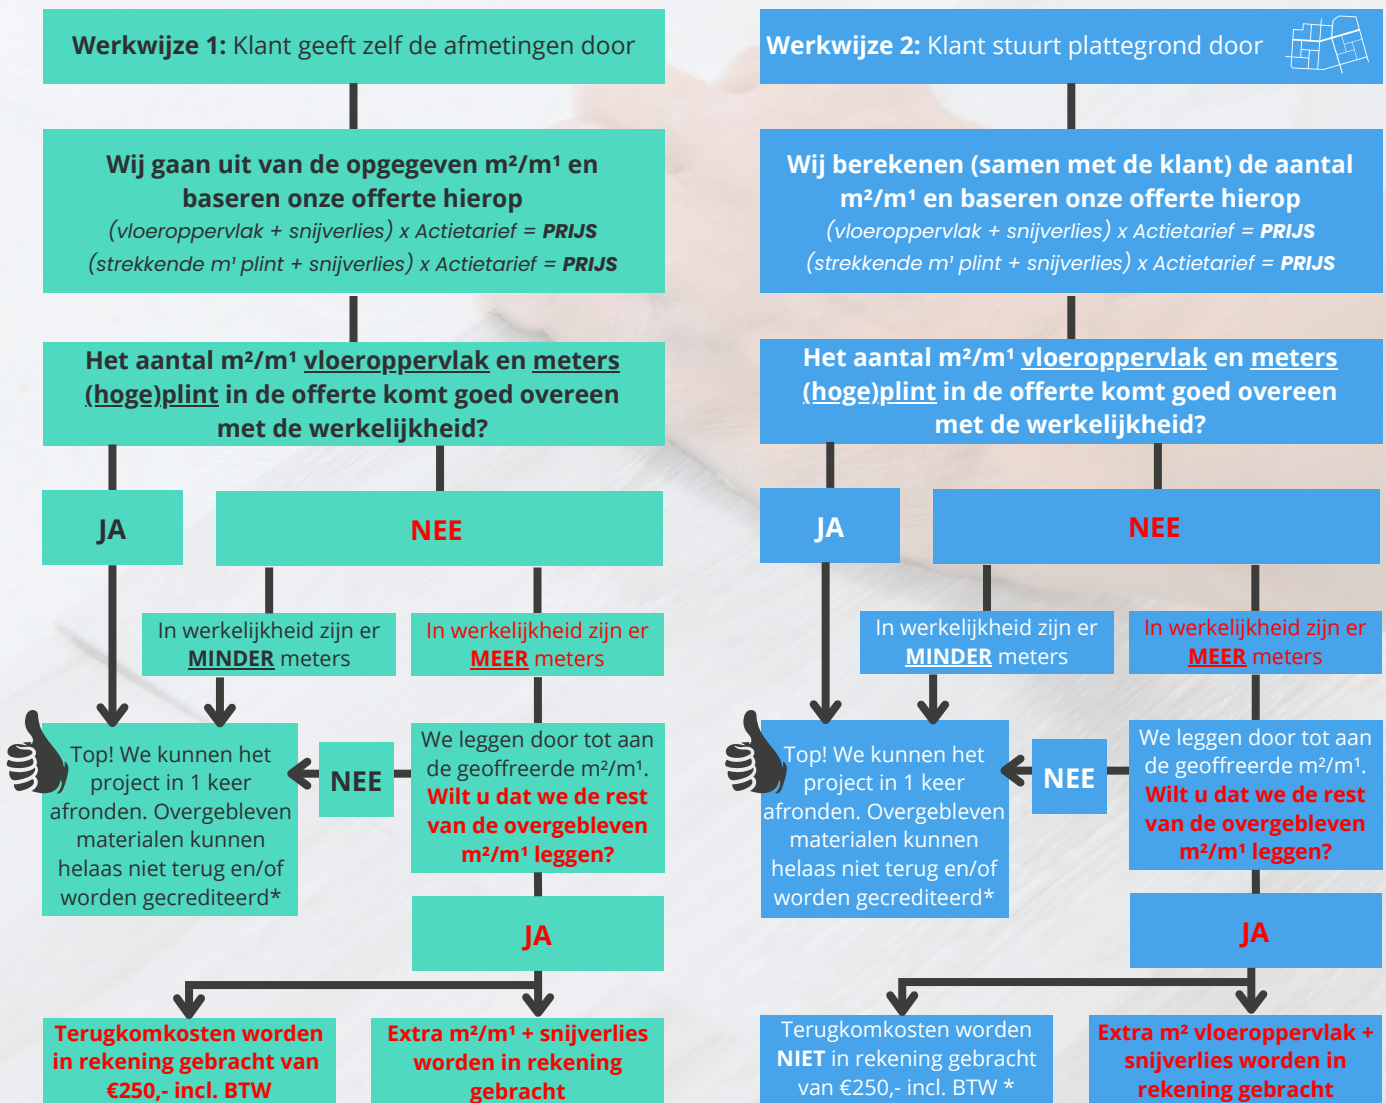 Werkwijze 1: Klant geeft zelf de afmetingen door
Wij gaan uit van de opgegeven m²/m¹ en
baseren onze offerte hierop
(vloeroppervlak + snijverlies) x Actietarief = PRIJS
(strekkende m¹ plint + snijverlies) x Actietarief = PRIJS
Het aantal m²/m¹ vloeroppervlak en meters
(hoge)plint in de offerte komt goed overeen
met de werkelijkheid?
JA
NEE
In werkelijkheid zijn er
MINDER meters
In werkelijkheid zijn er
MEER meters
Top! We kunnen het
project in 1 keer
afronden. Overgebleven
materialen kunnen
helaas niet terug en/of
worden gecrediteerd*
NEE
We leggen door tot aan
de geoffreerde m²/m¹.
Wilt u dat we de rest
van de overgebleven
m²/m¹ leggen?
JA
Terugkomkosten worden
in rekening gebracht van
€250,- incl. BTW
Extra m²/m¹ + snijverlies
worden in rekening
gebracht
Werkwijze 2: Klant stuurt plattegrond door
Wij berekenen (samen met de klant) de aantal
m²/m¹ en baseren onze offerte hierop
(vloeroppervlak + snijverlies) x Actietarief = PRIJS
(strekkende m¹ plint + snijverlies) x Actietarief = PRIJS
Het aantal m²/m¹ vloeroppervlak en meters
(hoge)plint in de offerte komt goed overeen
met de werkelijkheid?
JA
NEE
In werkelijkheid zijn er
MINDER meters
In werkelijkheid zijn er
MEER meters
Top! We kunnen het
project in 1 keer
afronden. Overgebleven
materialen kunnen
helaas niet terug en/of
worden gecrediteerd*
NEE
We leggen door tot aan
de geoffreerde m²/m¹.
Wilt u dat we de rest
van de overgebleven
m²/m¹ leggen?
JA
Terugkomkosten worden
NIET in rekening gebracht
van €250,- incl. BTW *
Extra m² vloeroppervlak +
snijverlies worden in
rekening gebracht